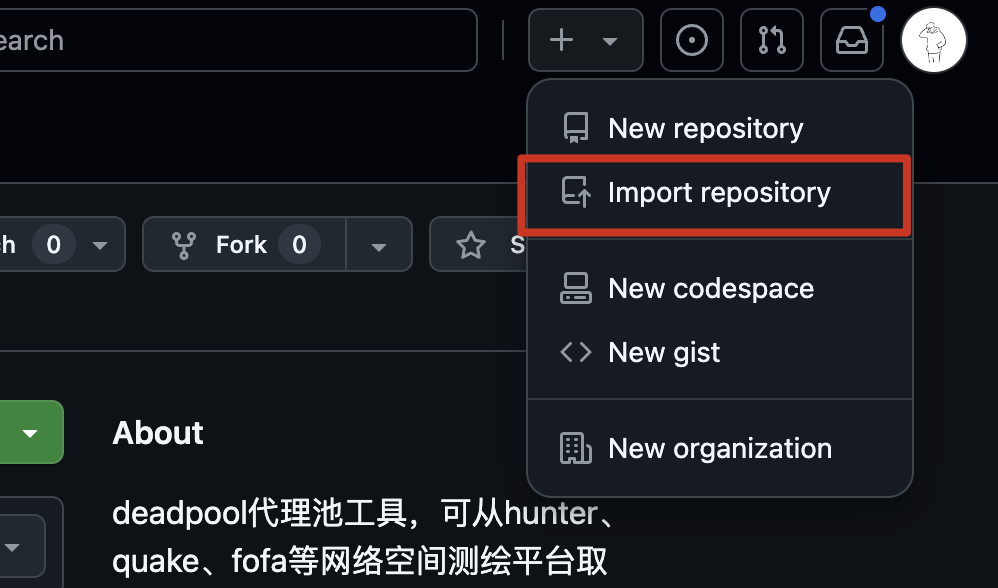 earch
New repository
Import repository
h 0
Fork 0
S
New codespace
New gist
New organization
About
deadpool代理池工具，可从hunter、
quake、fofa等网络空间测绘平台取